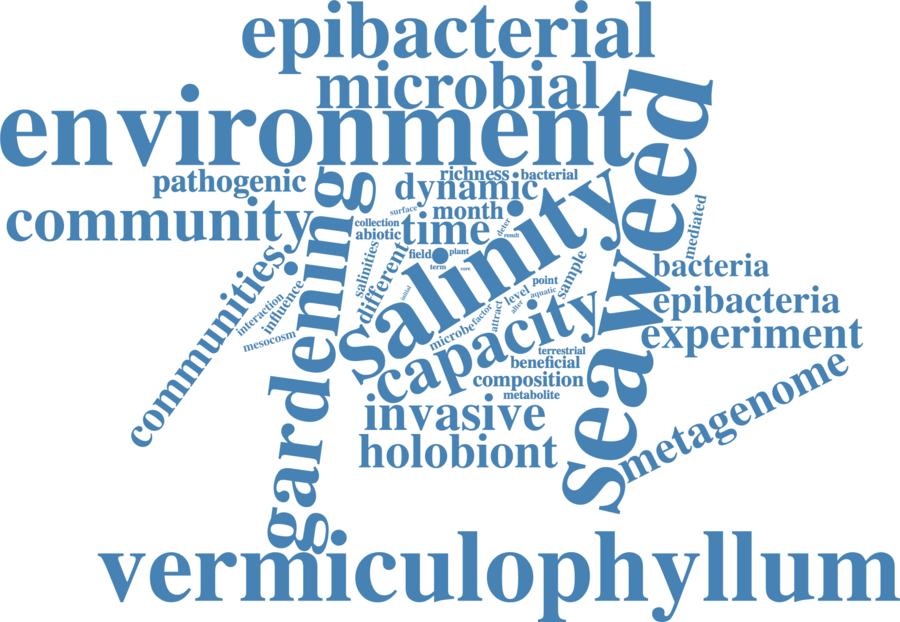 epibacterial
microbial
environment
Seaweed
pathogenic
richness
bacterial
dynamic
community
gardening
surface
month
collection
abiotic
time
deter
result
mediated
salinity
salinities
different
field
plant
term
core
communities
interaction
influence
mesocosm
initial
sample
point
level
aquatic
alter
attract
factor
microbe
capacity
bacteria
epibacteria
experiment
terrestrial
beneficial
composition
metabolite
metagenome
invasive
holobiont
vermiculophyllum